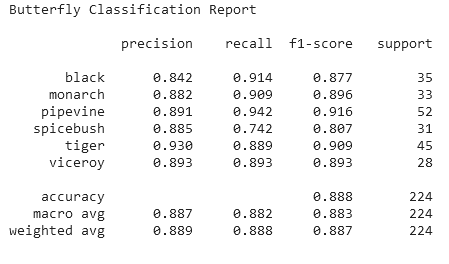 Butterfly Classification Report
precision recall f1-score support
black 0.842 0.914 0.877 35
monarch 0.882 0.909 0.896 33
pipevine 0.891 0.942 0.916 52
spicebush 0.885 0.742 0.807 31
tiger 0.930 0.889 0.909 45
viceroy 0.893 0.893 0.893 28
accuracy 0.888 224
macro avg 0.887 0.882 0.883 224
weighted avg 0.889 0.888 0.887 224